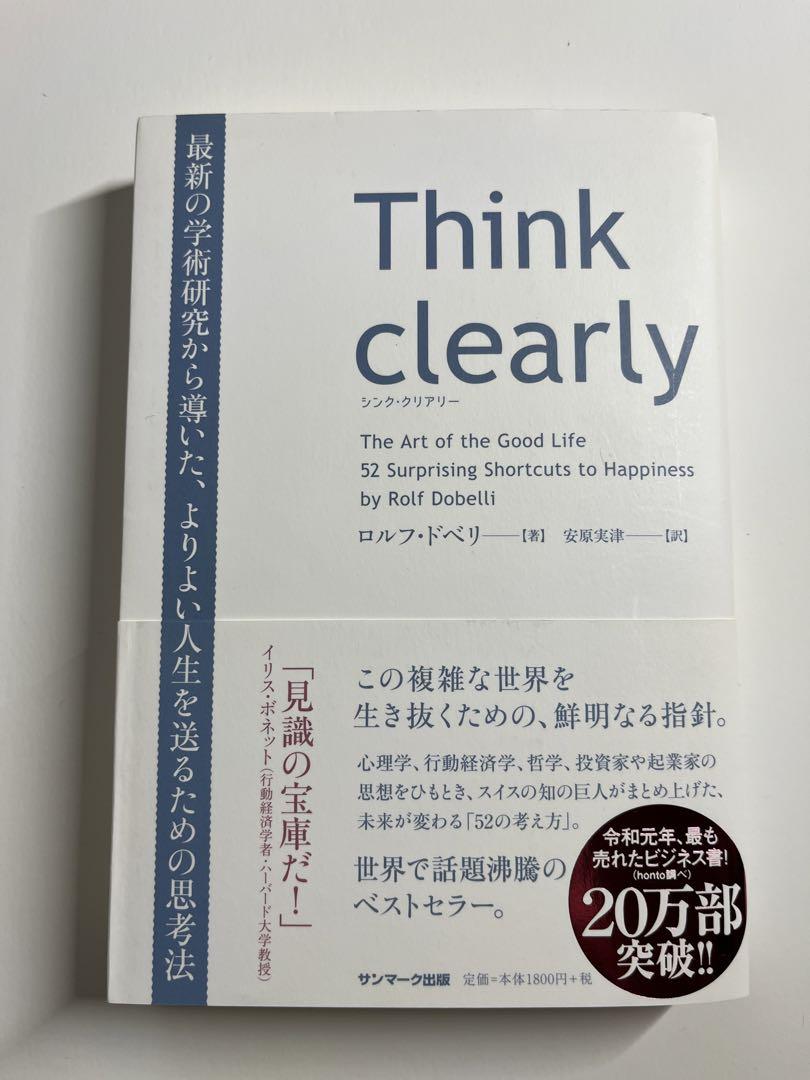 最新の学術研究から導いた、よりよい人生を送るための思考法
Think
clearly
シンク・クリアリー
The Art of the Good Life
52 Surprising Shortcuts to Happiness
by Rolf Dobelli
ロルフ・ドベリ——【著】 安原実津——【訳】
この複雑な世界を
生き抜くための、鮮明なる指針。
心理学、行動経済学、哲学、投資家や起業家の
思想をひもとき、スイスの知の巨人がまとめ上げた、
未来が変わる「52の考え方」。
世界で話題沸騰の
ベストセラー。
「見識の宝庫だ！」
イリス・ボネット（行動経済学者・ハーバード大学教授）
令和元年、最も
売れたビジネス書!
（honto調べ）
20万部
突破!!
サンマーク出版 定価=本体1800円+税